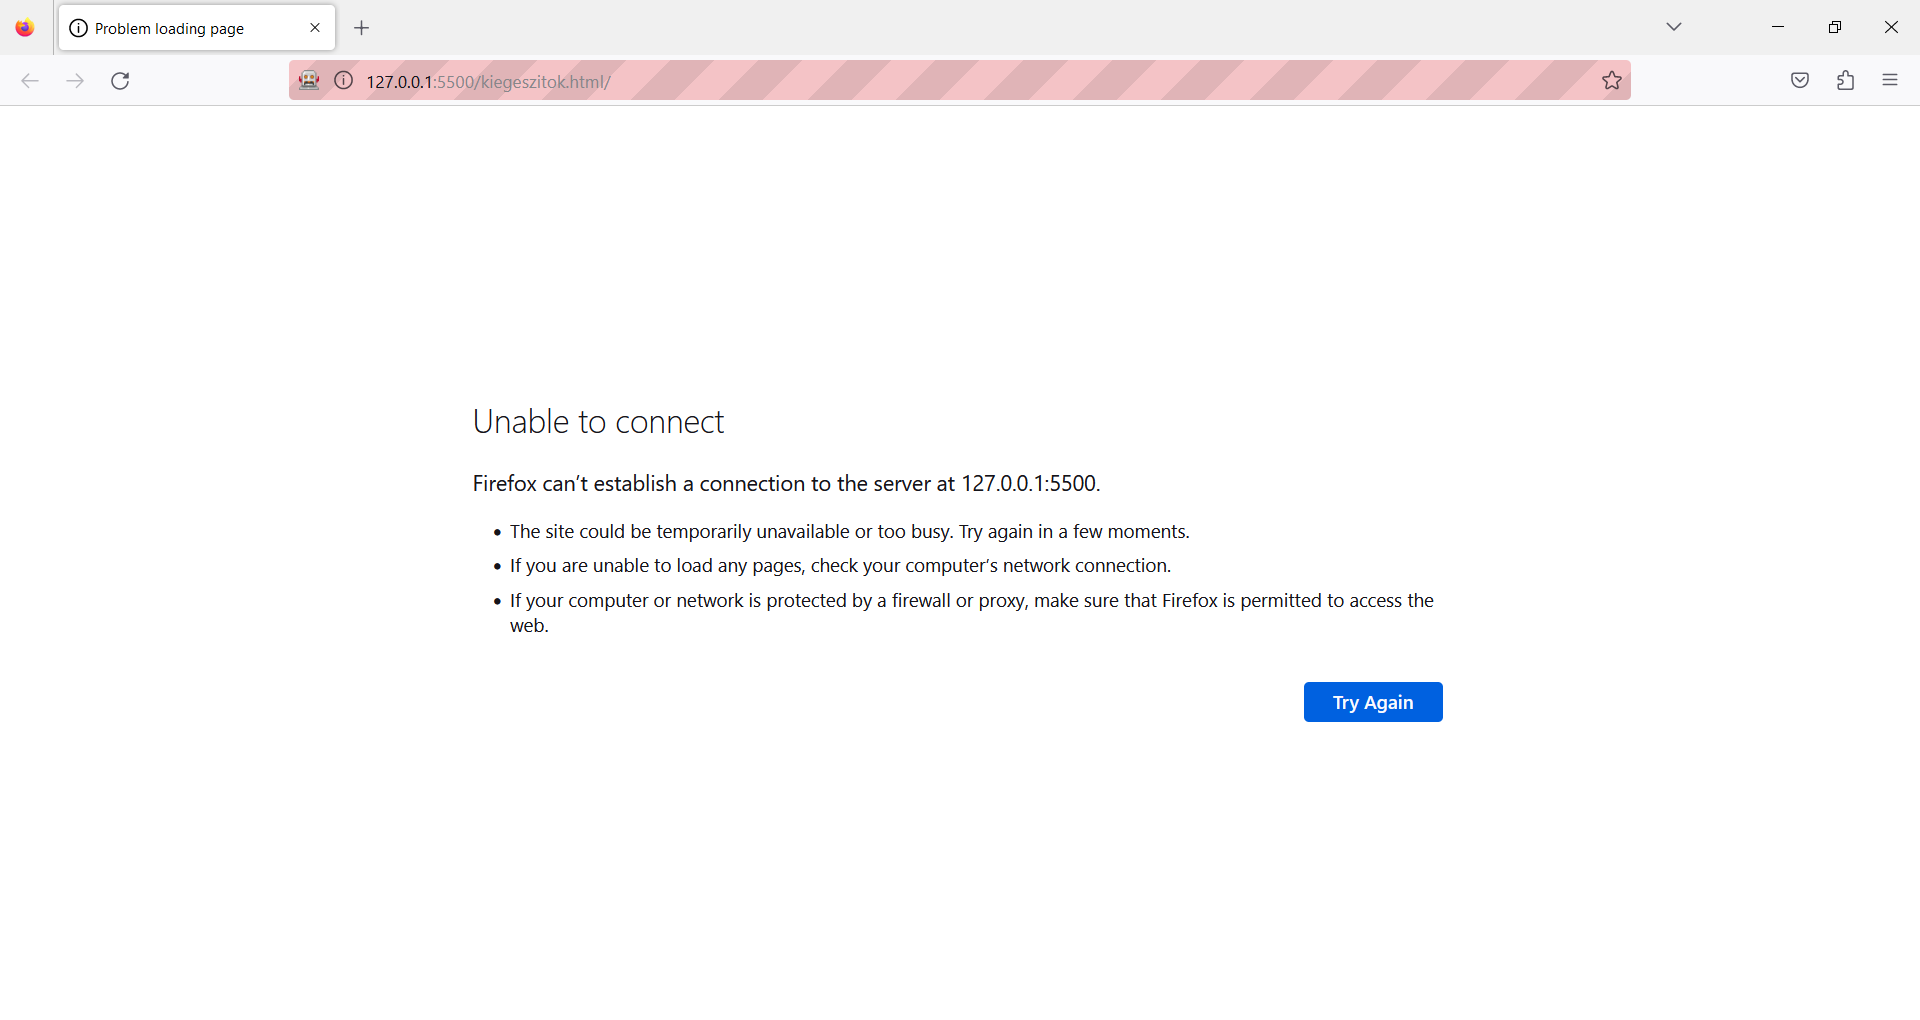 Problem loading page
127.0.0.1:5500/kiegeszitok.html/
Unable to connect
Firefox can’t establish a connection to the server at 127.0.0.1:5500.
• The site could be temporarily unavailable or too busy. Try again in a few moments.
• If you are unable to load any pages, check your computer’s network connection.
• If your computer or network is protected by a firewall or proxy, make sure that Firefox is permitted to access the
web.
Try Again